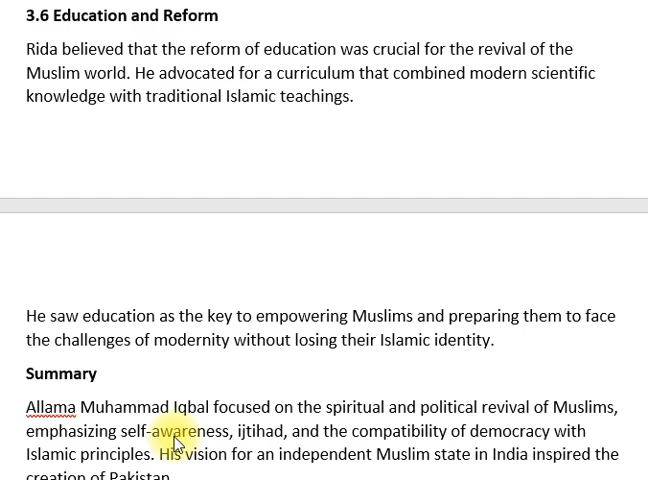 3.6 Education and Reform
Rida believed that the reform of education was crucial for the revival of the
Muslim world. He advocated for a curriculum that combined modern scientific
knowledge with traditional Islamic teachings.
He saw education as the key to empowering Muslims and preparing them to face
the challenges of modernity without losing their Islamic identity.
Summary
Allama Muhammad Iqbal focused on the spiritual and political revival of Muslims,
emphasizing self-awareness, ijtihad, and the compatibility of democracy with
Islamic principles. His vision for an independent Muslim state in India inspired the
creation of Pakistan.